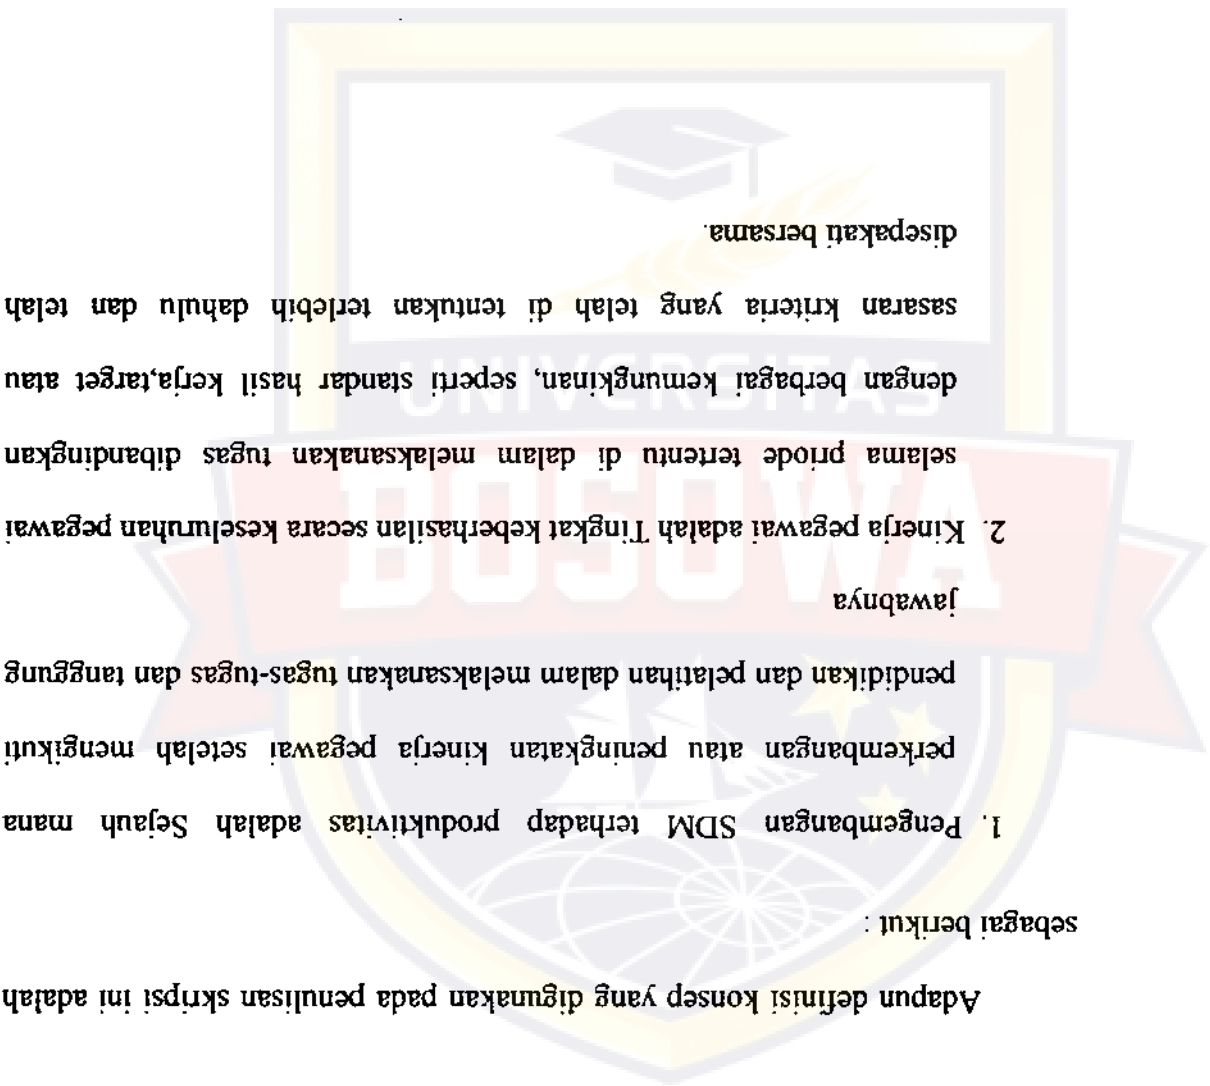 Adapun definisi konsep yang digunakan pada penulisan skripsi ini adalah
sebagai berikut :
1. Pengembangan SDM terhadap produktivitas adalah Sejauh mana
perkembangan atau peningkatan kinerja pegawai setelah mengikuti
pendidikan dan pelatihan dalam melaksanakan tugas-tugas dan tanggung
jawabnya
2. Kinerja pegawai adalah Tingkat keberhasilan secara keseluruhan pegawai
selama priode tertentu di dalam melaksanakan tugas dibandingkan
dengan berbagai kemungkinan, seperti standar hasil kerja,target atau
sasaran kriteria yang telah di tentukan terlebih dahulu dan telah
disepakati bersama.
UNIVERSITAS
BOSOWA